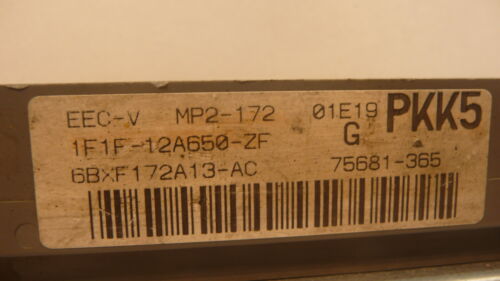 EEC-V MP2-172 01E19 PKK5
1F1F-12A650-ZF G
6BXF172A13-AC 75681-365